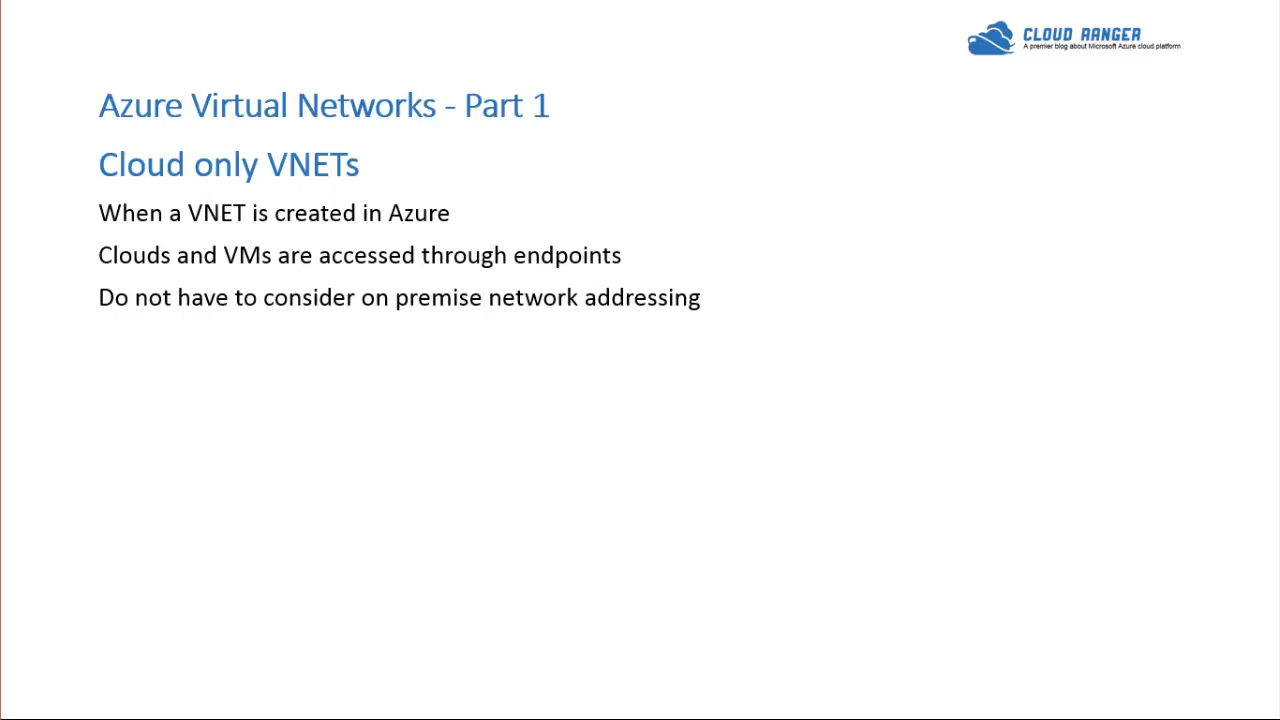 CLOUD RANGER
A premier blog about Microsoft Azure cloud platform
Azure Virtual Networks - Part 1
Cloud only VNETs
When a VNET is created in Azure
Clouds and VMs are accessed through endpoints
Do not have to consider on premise network addressing